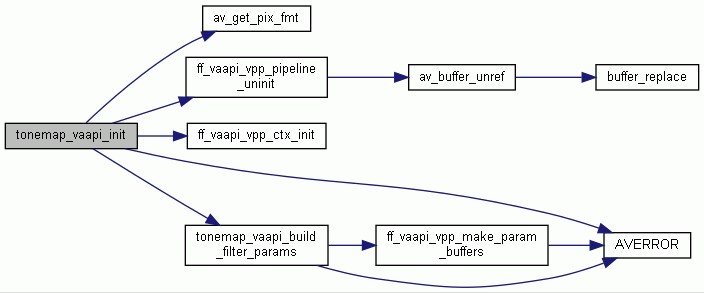 av_get_pix_fmt
ff_vaapi_vpp_pipeline
_uninit
av_buffer_unref
buffer_replace
tonemap_vaapi_init
ff_vaapi_vpp_ctx_init
tonemap_vaapi_build
_filter_params
ff_vaapi_vpp_make_param
_buffers
AVERROR